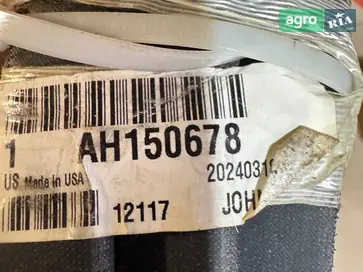 agro
RIA
1 AH150678
US Made in USA
12117